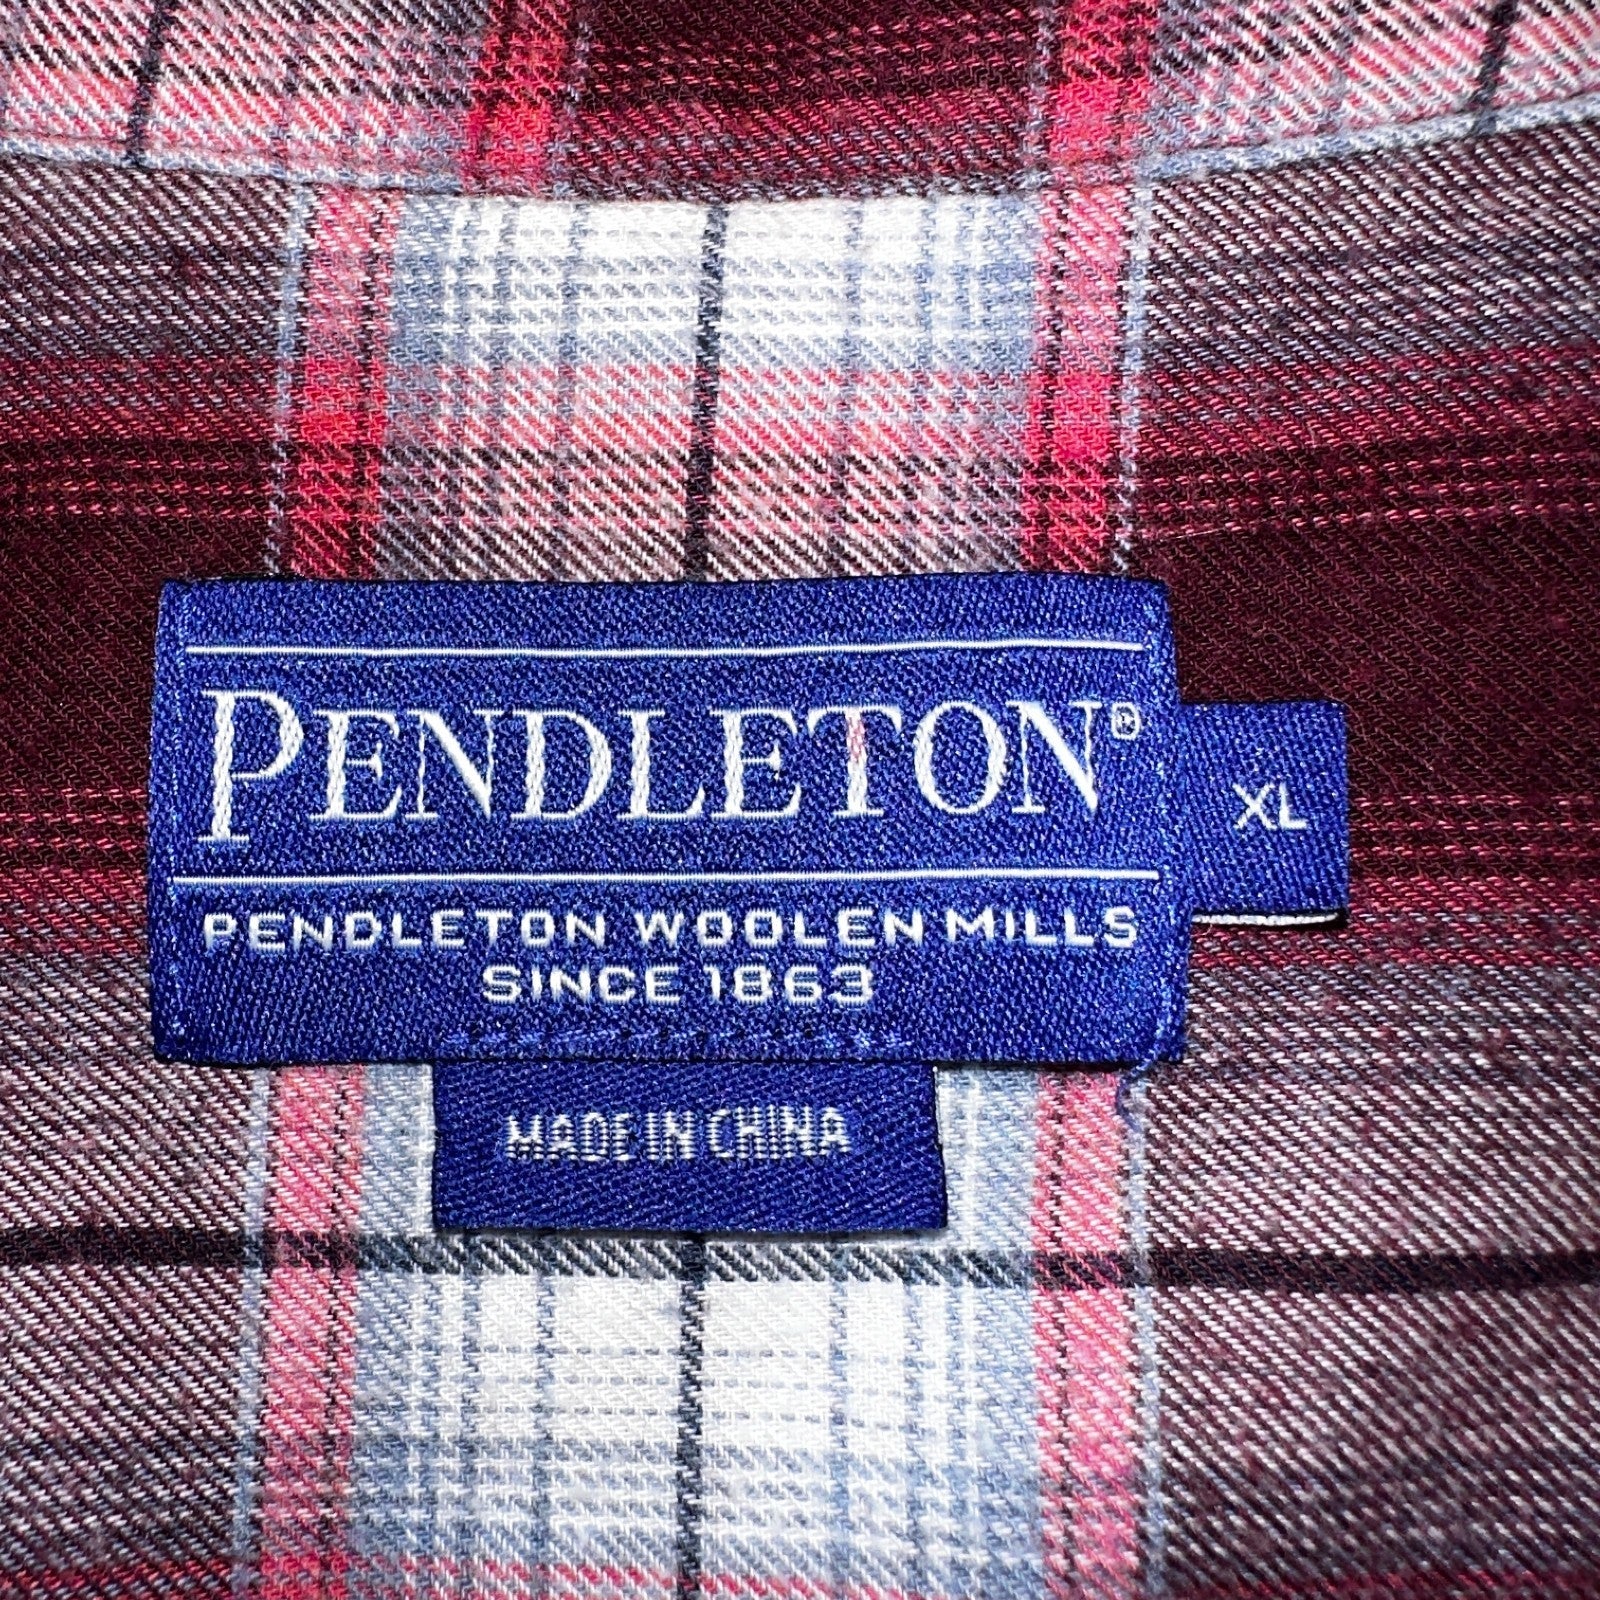 PENDLETON®
XL
PENDLETON WOOLEN MILLS
SINCE 1863
MADE IN CHINA